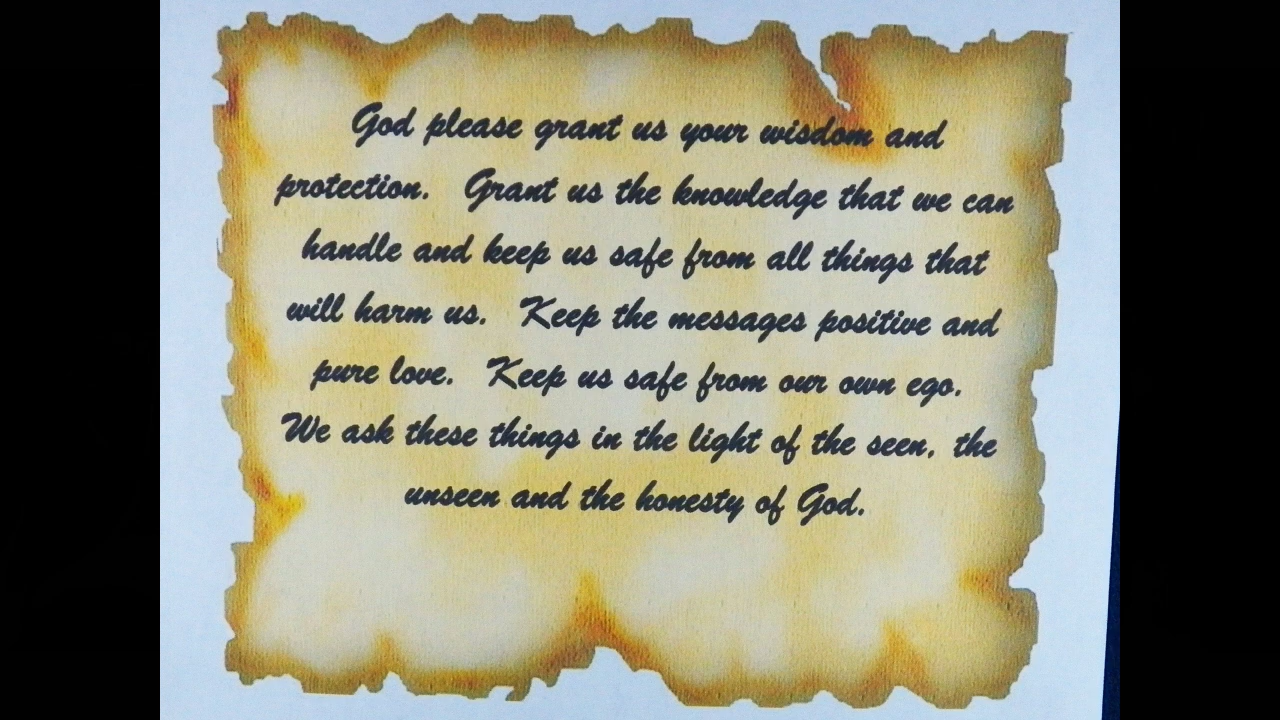 God please grant us your wisdom and
protection. Grant us the knowledge that we can
handle and keep us safe from all things that
will harm us. Keep the messages positive and
pure love. Keep us safe from our own ego.
We ask these things in the light of the seen, the
unseen and the honesty of God.